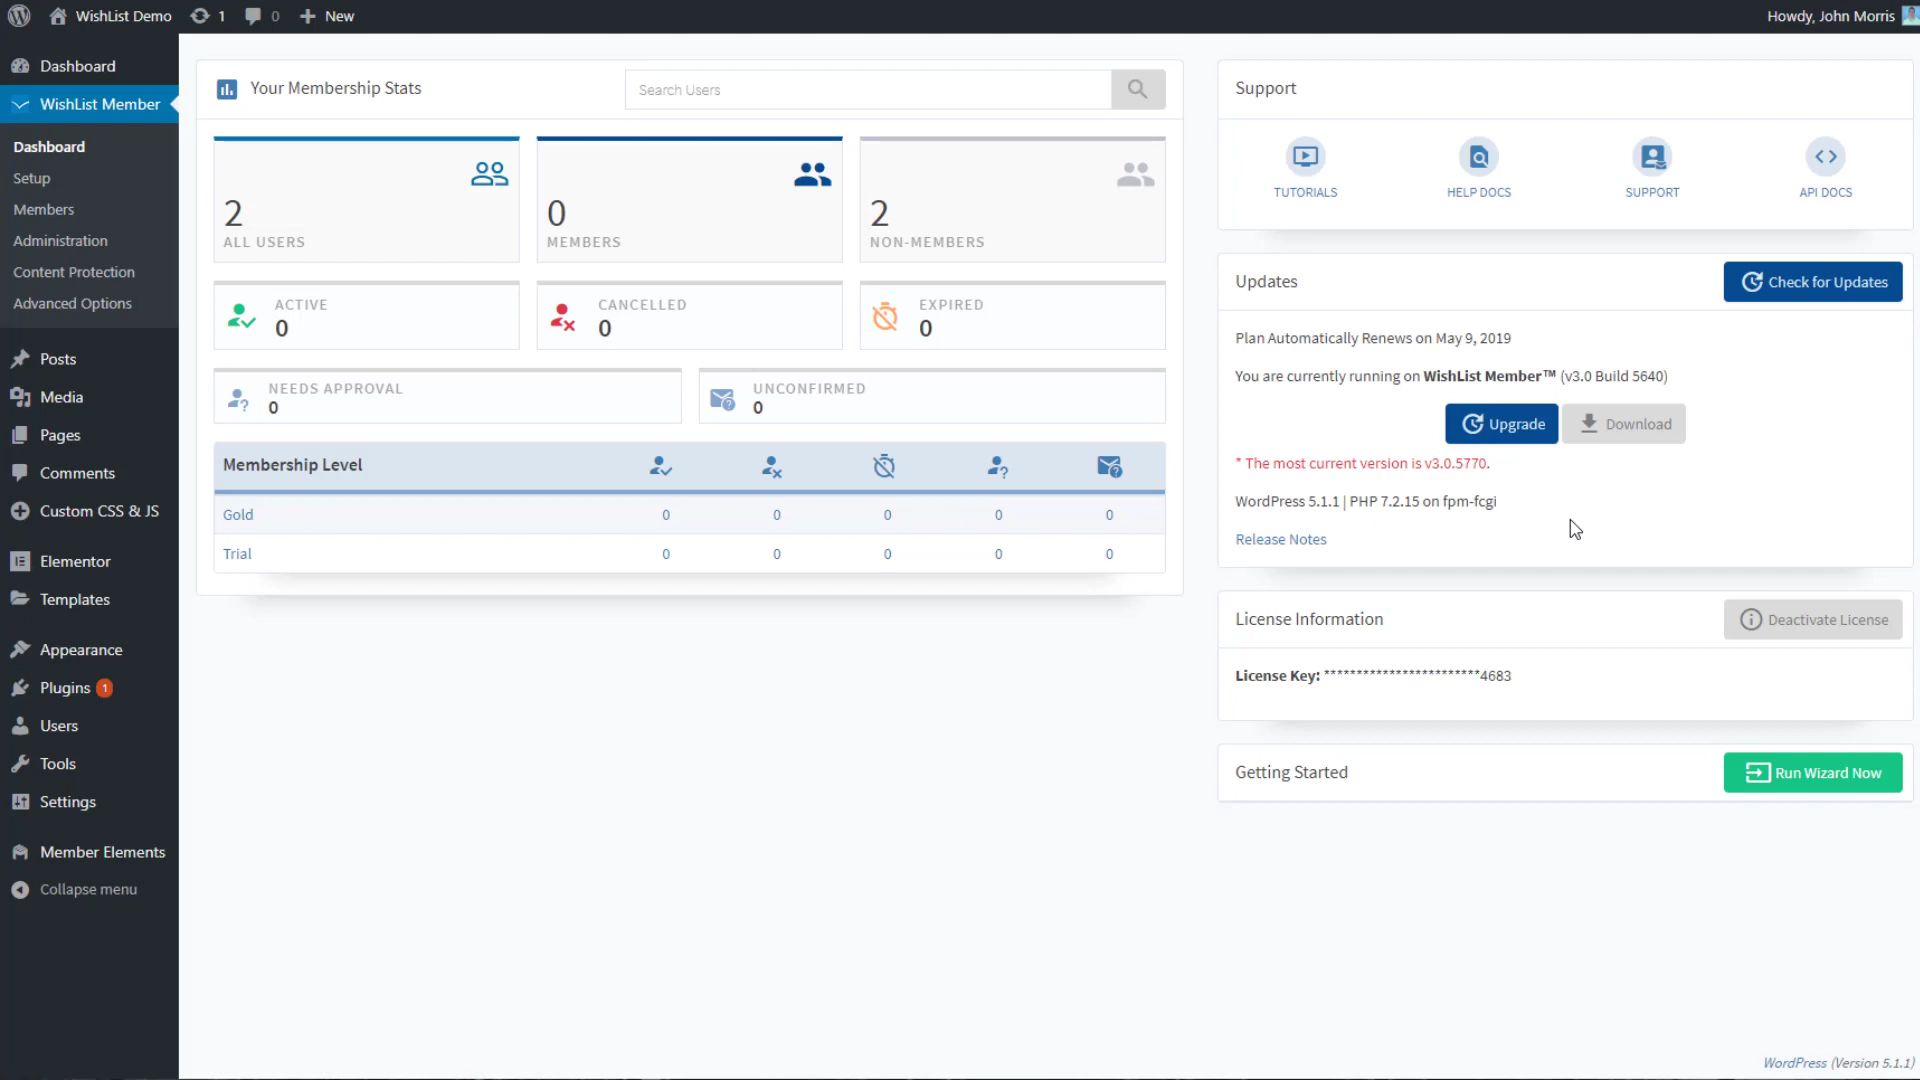 WishList Demo 1 0 New Howdy, John Morris
Dashboard
WishList Member
Dashboard
Setup
Members
Administration
Content Protection
Advanced Options
Posts
Media
Pages
Comments
Custom CSS & JS
Elementor
Templates
Appearance
Plugins 1
Users
Tools
Settings
Member Elements
Collapse menu
Your Membership Stats Search Users
2 0 2
ALL USERS MEMBERS NON-MEMBERS
ACTIVE CANCELLED EXPIRED
0 0 0
NEEDS APPROVAL UNCONFIRMED
0 0
Membership Level
Gold 0 0 0 0 0
Trial 0 0 0 0 0
Support
TUTORIALS HELP DOCS SUPPORT API DOCS
Updates Check for Updates
Plan Automatically Renews on May 9, 2019
You are currently running on WishList Member™ (v3.0 Build 5640)
Upgrade Download
* The most current version is v3.0.5770.
WordPress 5.1.1 | PHP 7.2.15 on fpm-fcgi
Release Notes
License Information Deactivate License
License Key: ************************4683
Getting Started Run Wizard Now
WordPress (Version 5.1.1)